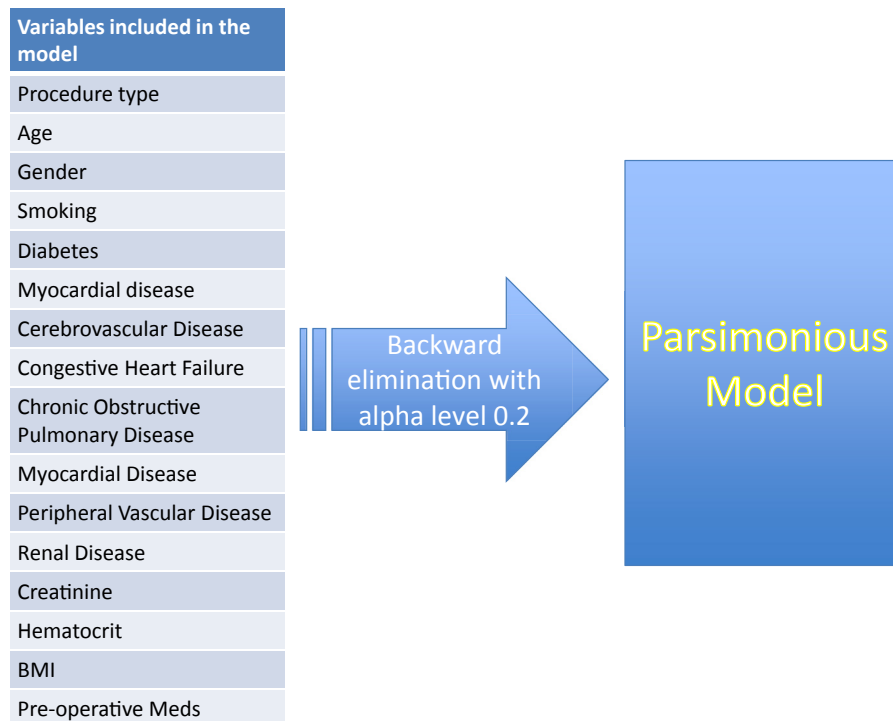 Variables included in the
model
Procedure type
Age
Gender
Smoking
Diabetes
Myocardial disease
Cerebrovascular Disease
Congestive Heart Failure
Chronic Obstructive
Pulmonary Disease
Myocardial Disease
Peripheral Vascular Disease
Renal Disease
Creatinine
Hematocrit
BMI
Pre-operative Meds
Backward
elimination with
alpha level 0.2
Parsimonious
Model